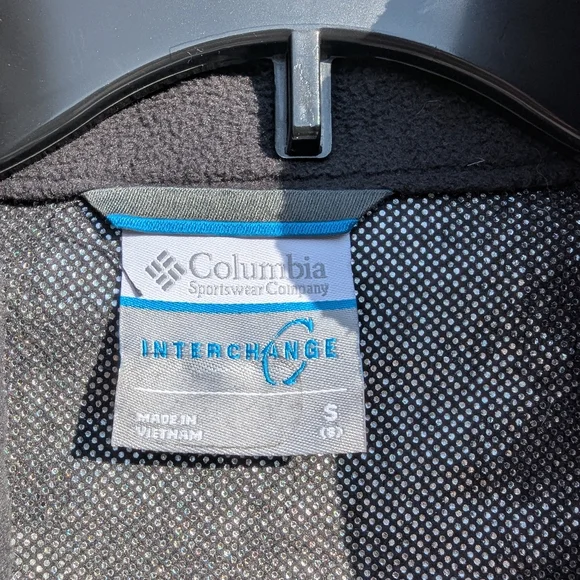 Columbia
Sportswear Company
INTERCHANGE
S
MADE IN
VIETNAM
(S)